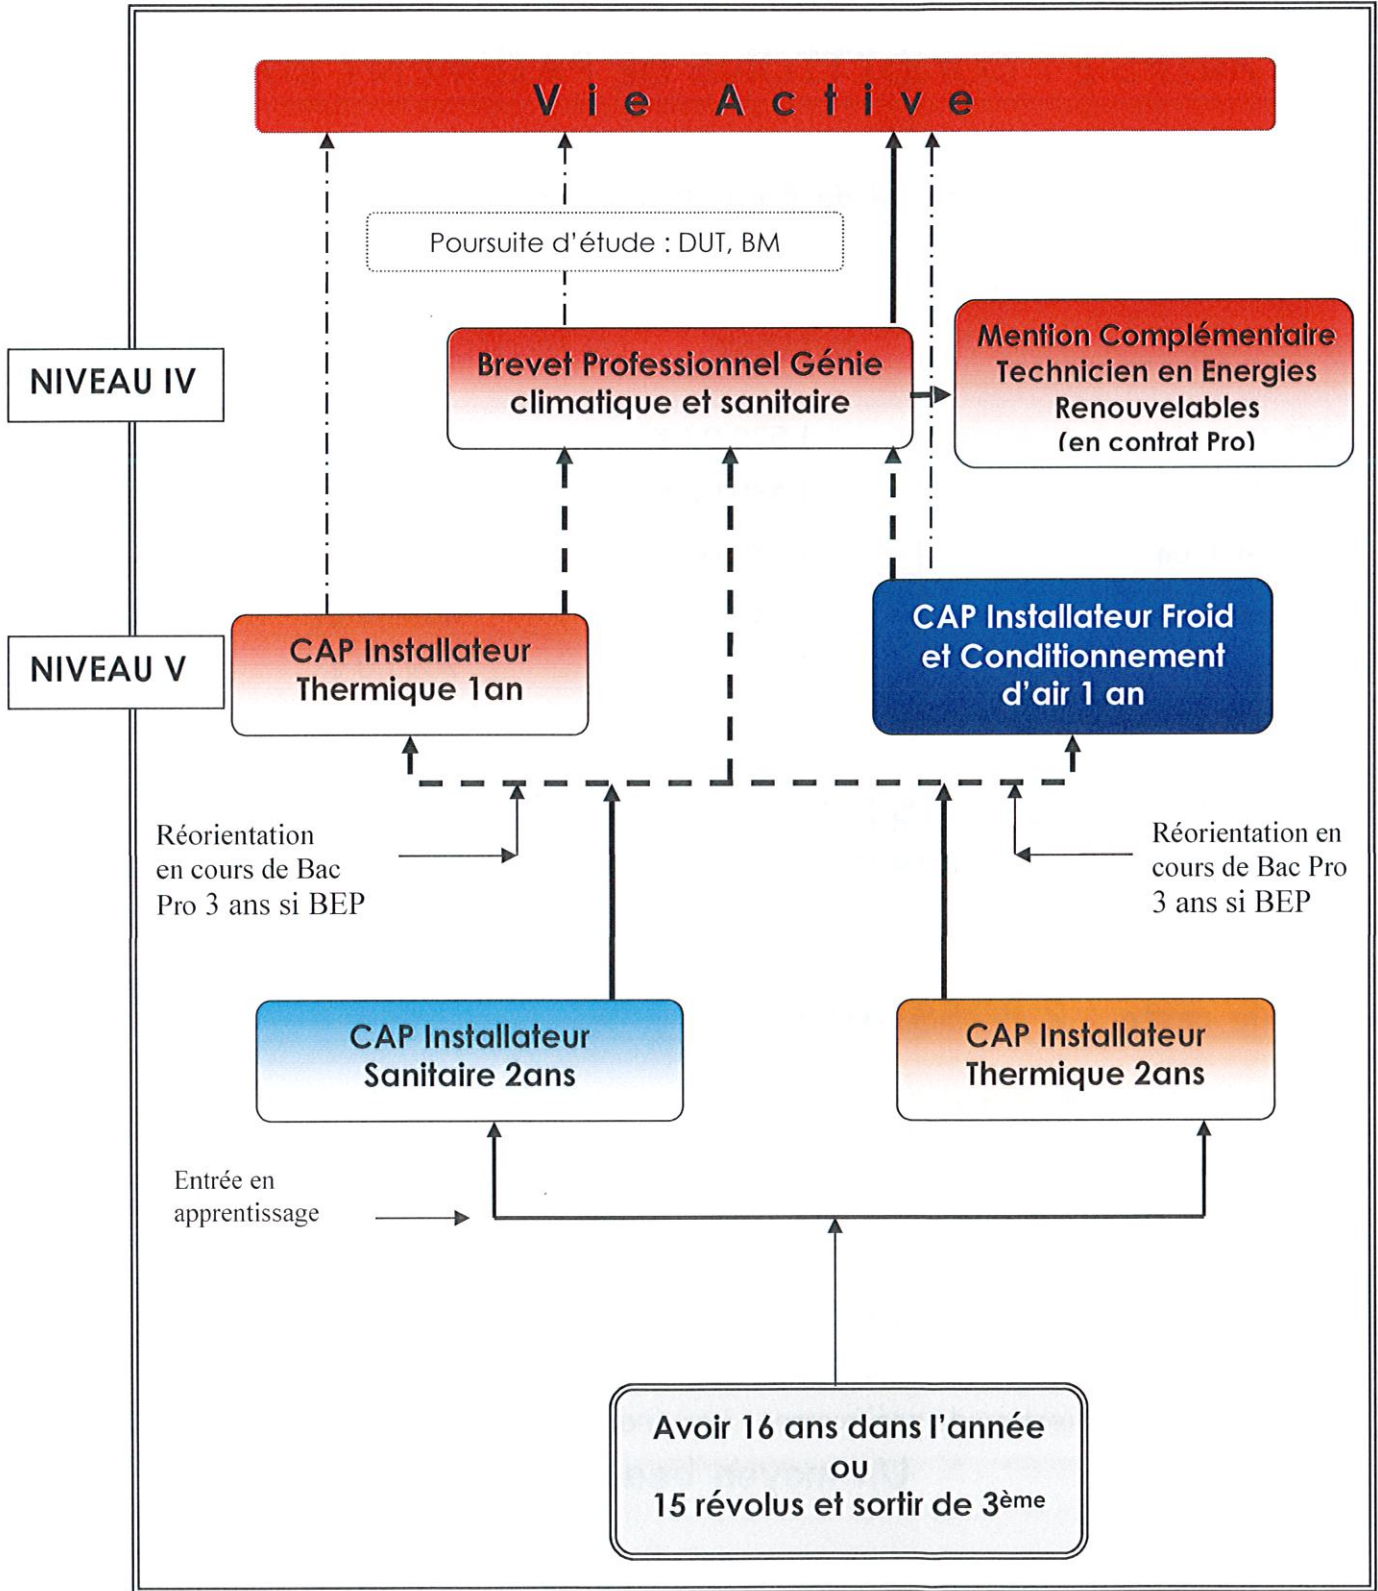 Vie Active
Poursuite d'étude : DUT, BM
NIVEAU IV
Brevet Professionnel Génie
climatique et sanitaire
Mention Complémentaire
Technicien en Energies
Renouvelables
(en contrat Pro)
NIVEAU V
CAP Installateur
Thermique 1an
CAP Installateur Froid
et Conditionnement
d'air 1 an
Réorientation
en cours de Bac
Pro 3 ans si BEP
Réorientation en
cours de Bac Pro
3 ans si BEP
CAP Installateur
Sanitaire 2ans
CAP Installateur
Thermique 2ans
Entrée en
apprentissage
Avoir 16 ans dans l'année
ou
15 révolus et sortir de 3ème